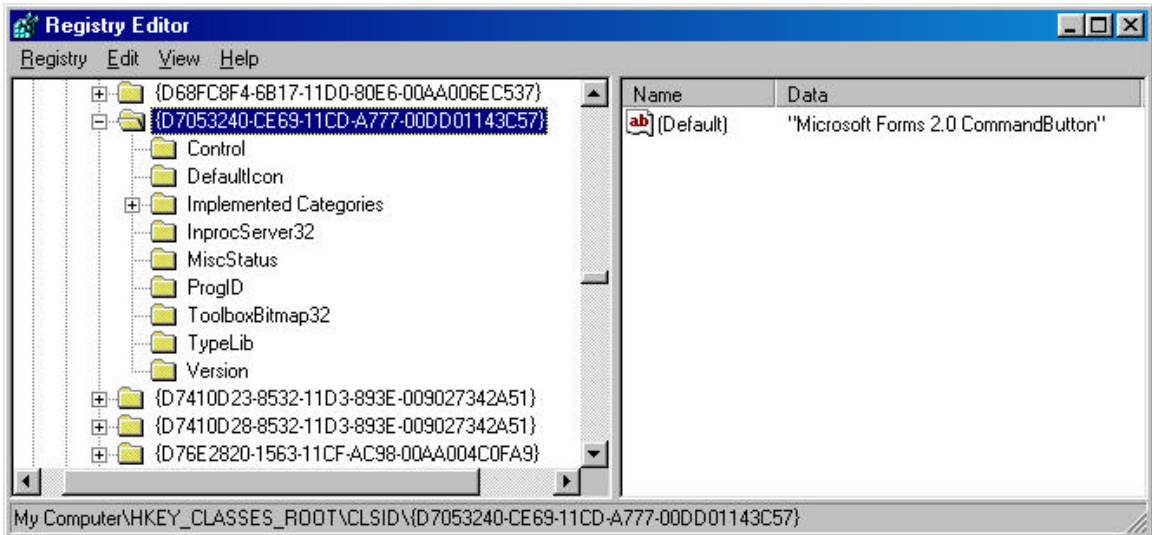 Registry Editor
Registry Edit View Help
{D68FC8F4-6B17-11D0-80E6-00AA006EC537}
{D7053240-CE69-11CD-A777-00DD01143C57}
Control
DefaultIcon
Implemented Categories
InprocServer32
MiscStatus
ProgID
ToolboxBitmap32
TypeLib
Version
{D7410D23-8532-11D3-893E-009027342A51}
{D7410D28-8532-11D3-893E-009027342A51}
{D76E2820-1563-11CF-AC98-00AA004C0FA9}
Name Data
ab (Default) "Microsoft Forms 2.0 CommandButton"
My Computer\HKEY_CLASSES_ROOT\CLSID\{D7053240-CE69-11CD-A777-00DD01143C57}